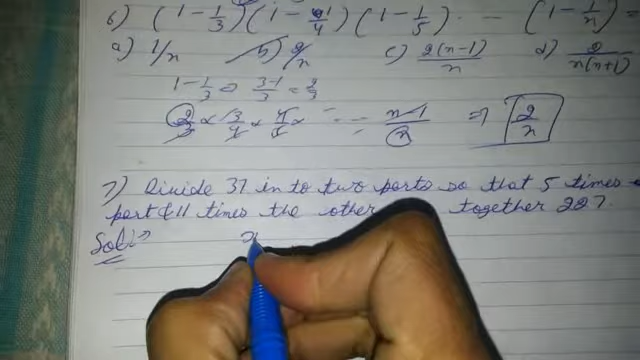 6) (1 - 1/3) (1 - 1/4) (1 - 1/5) - - (1 - 1/n) =
a) 1/n b) 2/n c) 2(n-1)/n d) 2/n(n+1)
1 - 1/3 ⇒ 3-1/3 = 2/3
2/3 × 3/4 × 4/5 × - - - - n-1/n ⇒ 2/n
7) Divide 37 in to two parts so that 5 times
part & 11 times the other together 227.
Sol:⇒ x